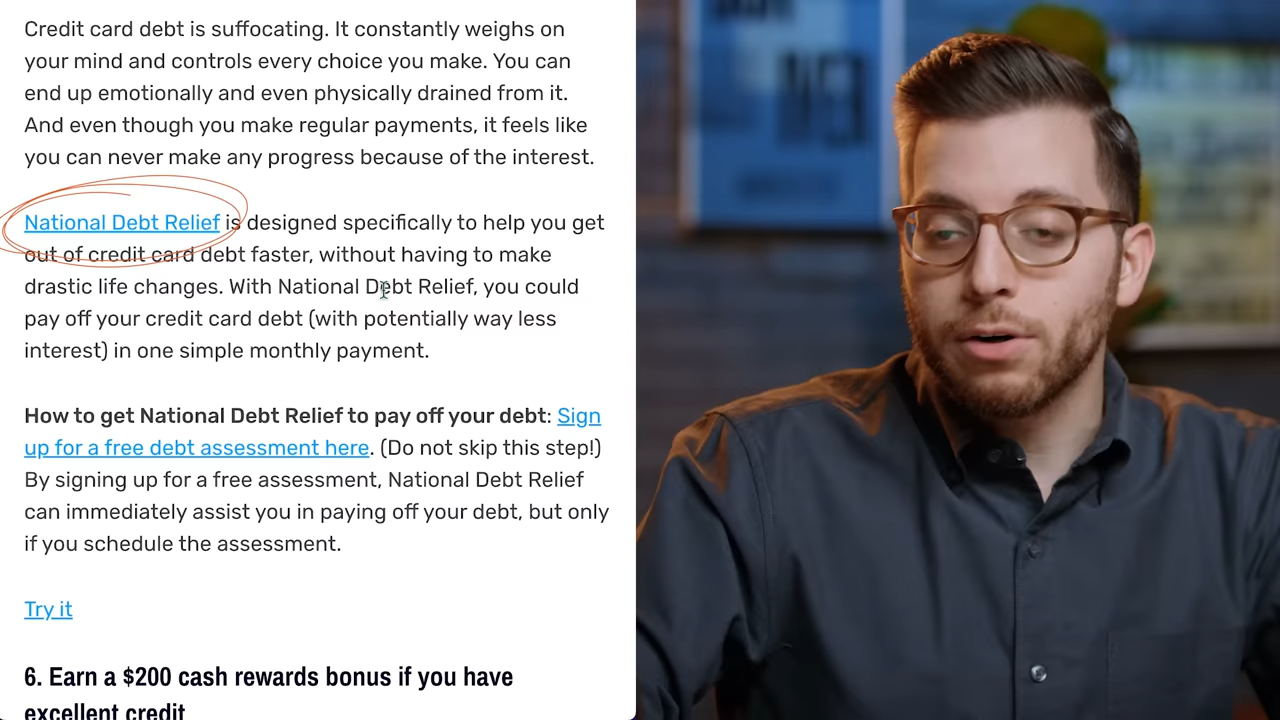 Credit card debt is suffocating. It constantly weighs on
your mind and controls every choice you make. You can
end up emotionally and even physically drained from it.
And even though you make regular payments, it feels like
you can never make any progress because of the interest.
National Debt Relief is designed specifically to help you get
out of credit card debt faster, without having to make
drastic life changes. With National Debt Relief, you could
pay off your credit card debt (with potentially way less
interest) in one simple monthly payment.
How to get National Debt Relief to pay off your debt: Sign
up for a free debt assessment here. (Do not skip this step!)
By signing up for a free assessment, National Debt Relief
can immediately assist you in paying off your debt, but only
if you schedule the assessment.
Try it
6. Earn a $200 cash rewards bonus if you have
excellent credit